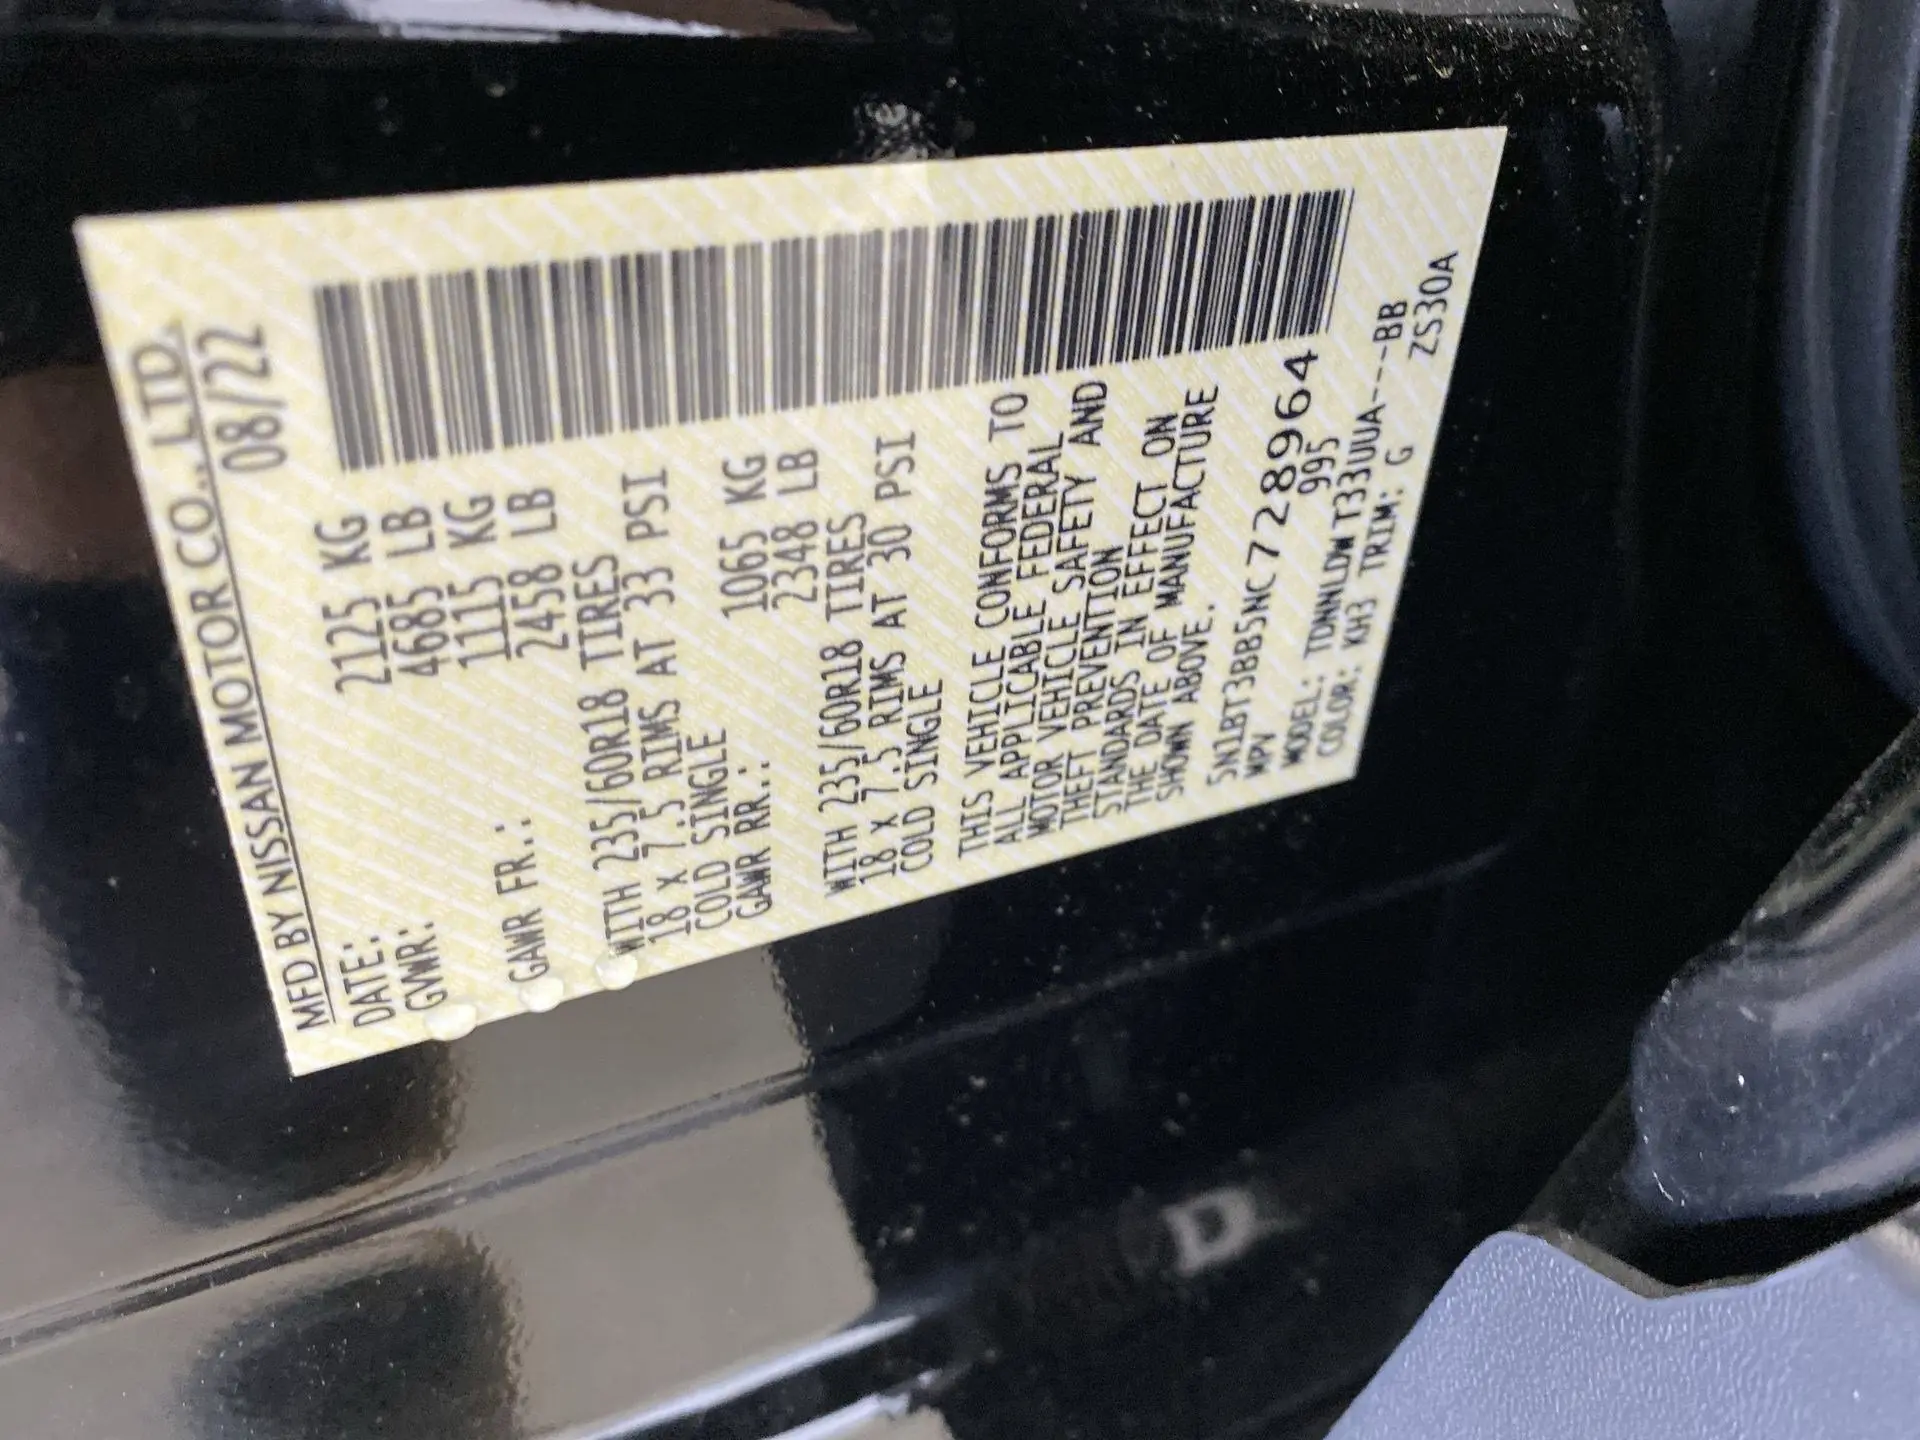 MFD BY NISSAN MOTOR CO., LTD.
DATE: 08/22
GVWR: 2125 KG
4685 LB
GAWR FR.: 1115 KG
2458 LB
WITH 235/60R18 TIRES
18 X 7.5 RIMS AT 33 PSI
COLD SINGLE
GAWR RR.: 1065 KG
2348 LB
WITH 235/60R18 TIRES
18 X 7.5 RIMS AT 30 PSI
COLD SINGLE
THIS VEHICLE CONFORMS TO
ALL APPLICABLE FEDERAL
MOTOR VEHICLE SAFETY AND
THEFT PREVENTION
STANDARDS IN EFFECT ON
THE DATE OF MANUFACTURE
SHOWN ABOVE.
5N1BT3BB5NC728964
MPV 995
MODEL: TDNNLDW T33UUA---BB
COLOR: KH3 TRIM: G ZS30A
D